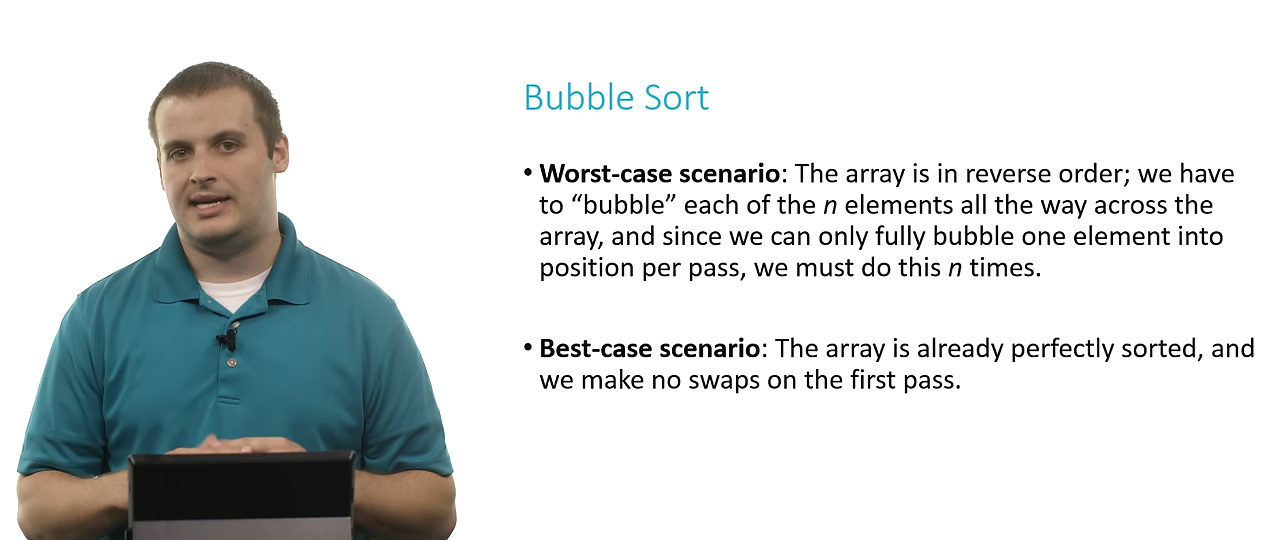 Bubble Sort
• Worst-case scenario: The array is in reverse order; we have
to “bubble” each of the n elements all the way across the
array, and since we can only fully bubble one element into
position per pass, we must do this n times.
• Best-case scenario: The array is already perfectly sorted, and
we make no swaps on the first pass.